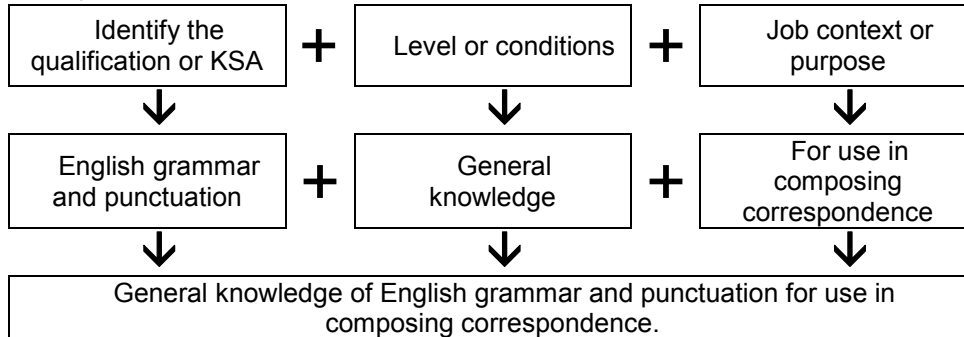 Identify the
qualification or KSA
+
Level or conditions
+
Job context or
purpose
English grammar
and punctuation
+
General
knowledge
+
For use in
composing
correspondence
General knowledge of English grammar and punctuation for use in
composing correspondence.